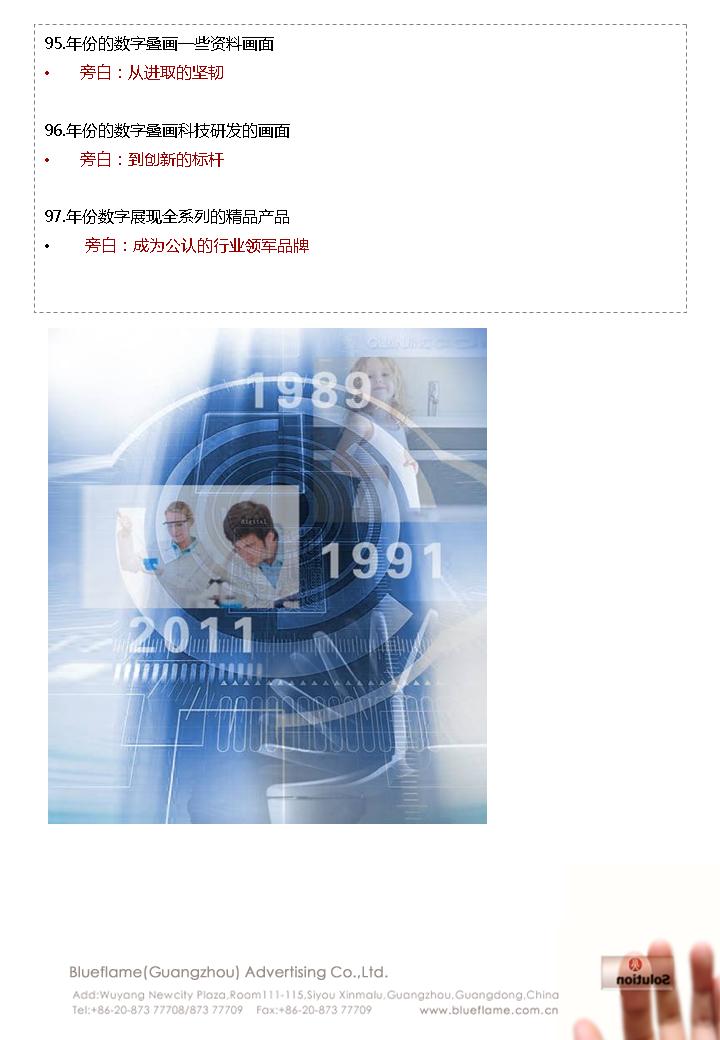 95.年份的数字叠画一些资料画面
• 旁白：从进取的坚韧
96.年份的数字叠画科技研发的画面
• 旁白：到创新的标杆
97.年份数字展现全系列的精品产品
• 旁白：成为公认的行业领军品牌
1989
digital
1991
2011
Blueflame(Guangzhou) Advertising Co.,Ltd.
Add:Wuyang Newcity Plaza,Room111-115,Siyou Xinmalu,Guangzhou,Guangdong,China
Tel:+86-20-873 77708/873 77709 Fax:+86-20-873 77709 www.blueflame.com.cn
Solution